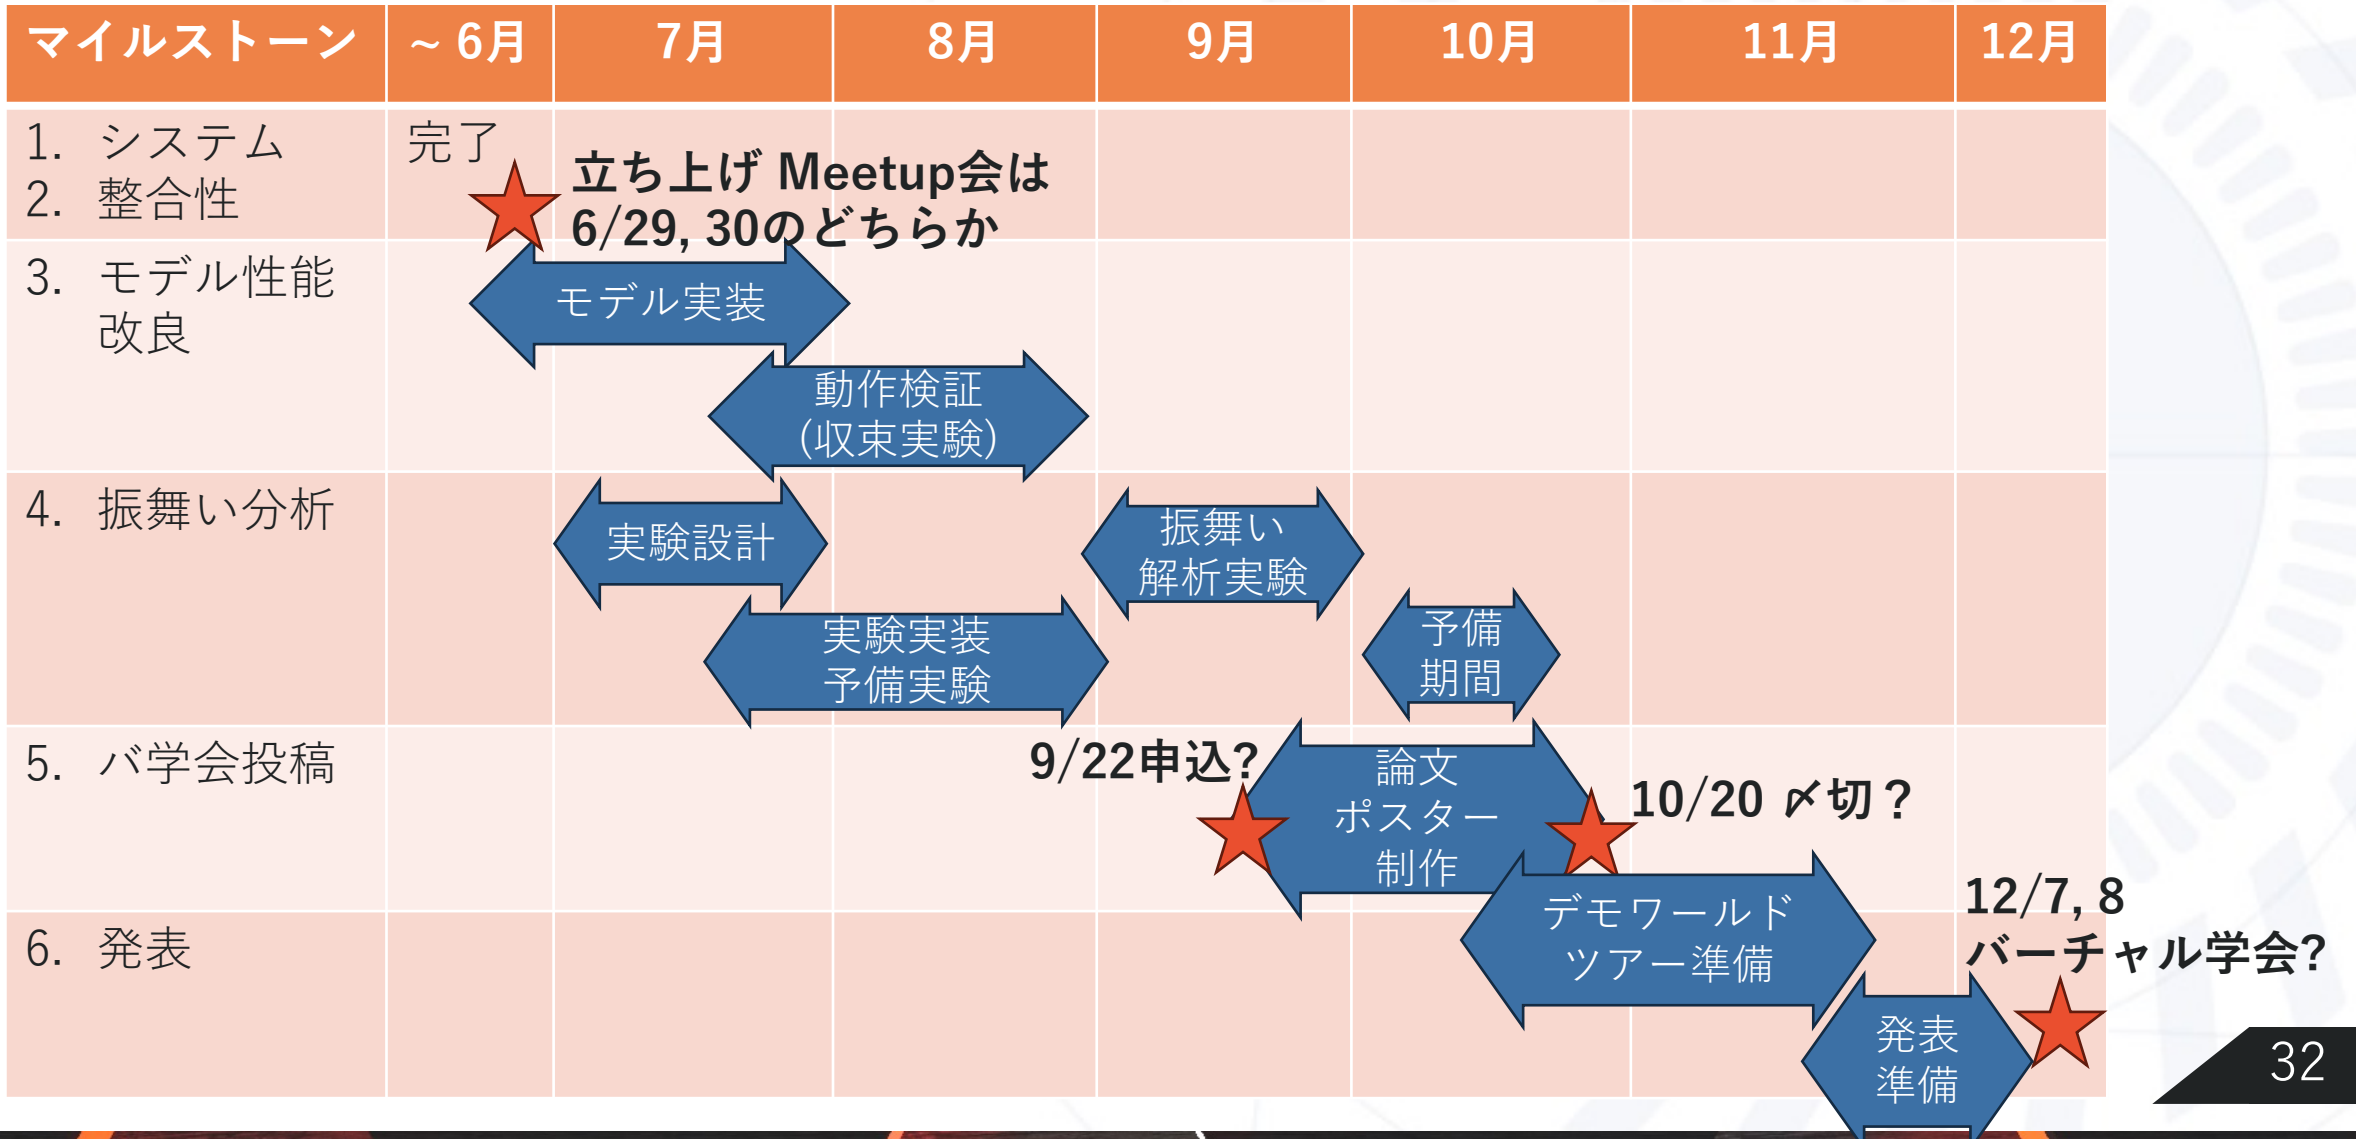 マイルストーン ~ 6月 7月 8月 9月 10月 11月 12月
1. システム
2. 整合性
完了
立ち上げ Meetup会は
6/29, 30のどちらか
3. モデル性能
改良
モデル実装
動作検証
(収束実験)
4. 振舞い分析
実験設計
振舞い
解析実験
実験実装
予備実験
予備
期間
5. バ学会投稿
9/22申込?
論文
ポスター
制作
10/20 〆切？
6. 発表
デモワールド
ツアー準備
12/7, 8
バーチャル学会?
発表
準備
32